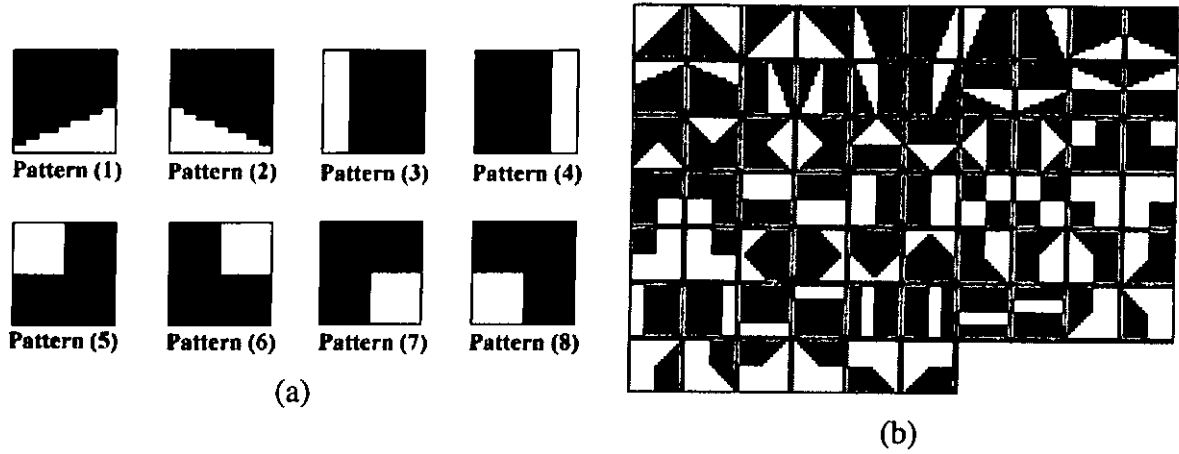 Pattern (1) Pattern (2) Pattern (3) Pattern (4)
Pattern (5) Pattern (6) Pattern (7) Pattern (8)
(a)
(b)